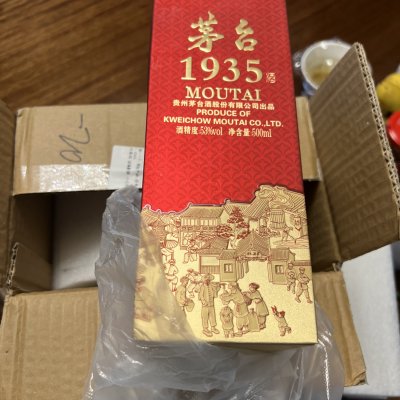 茅台
1935
MOUTAI
贵州茅台酒股份有限公司出品
PRODUCE OF
KWEICHOW MOUTAI CO.,LTD.
酒精度:53%vol 净含量:500ml